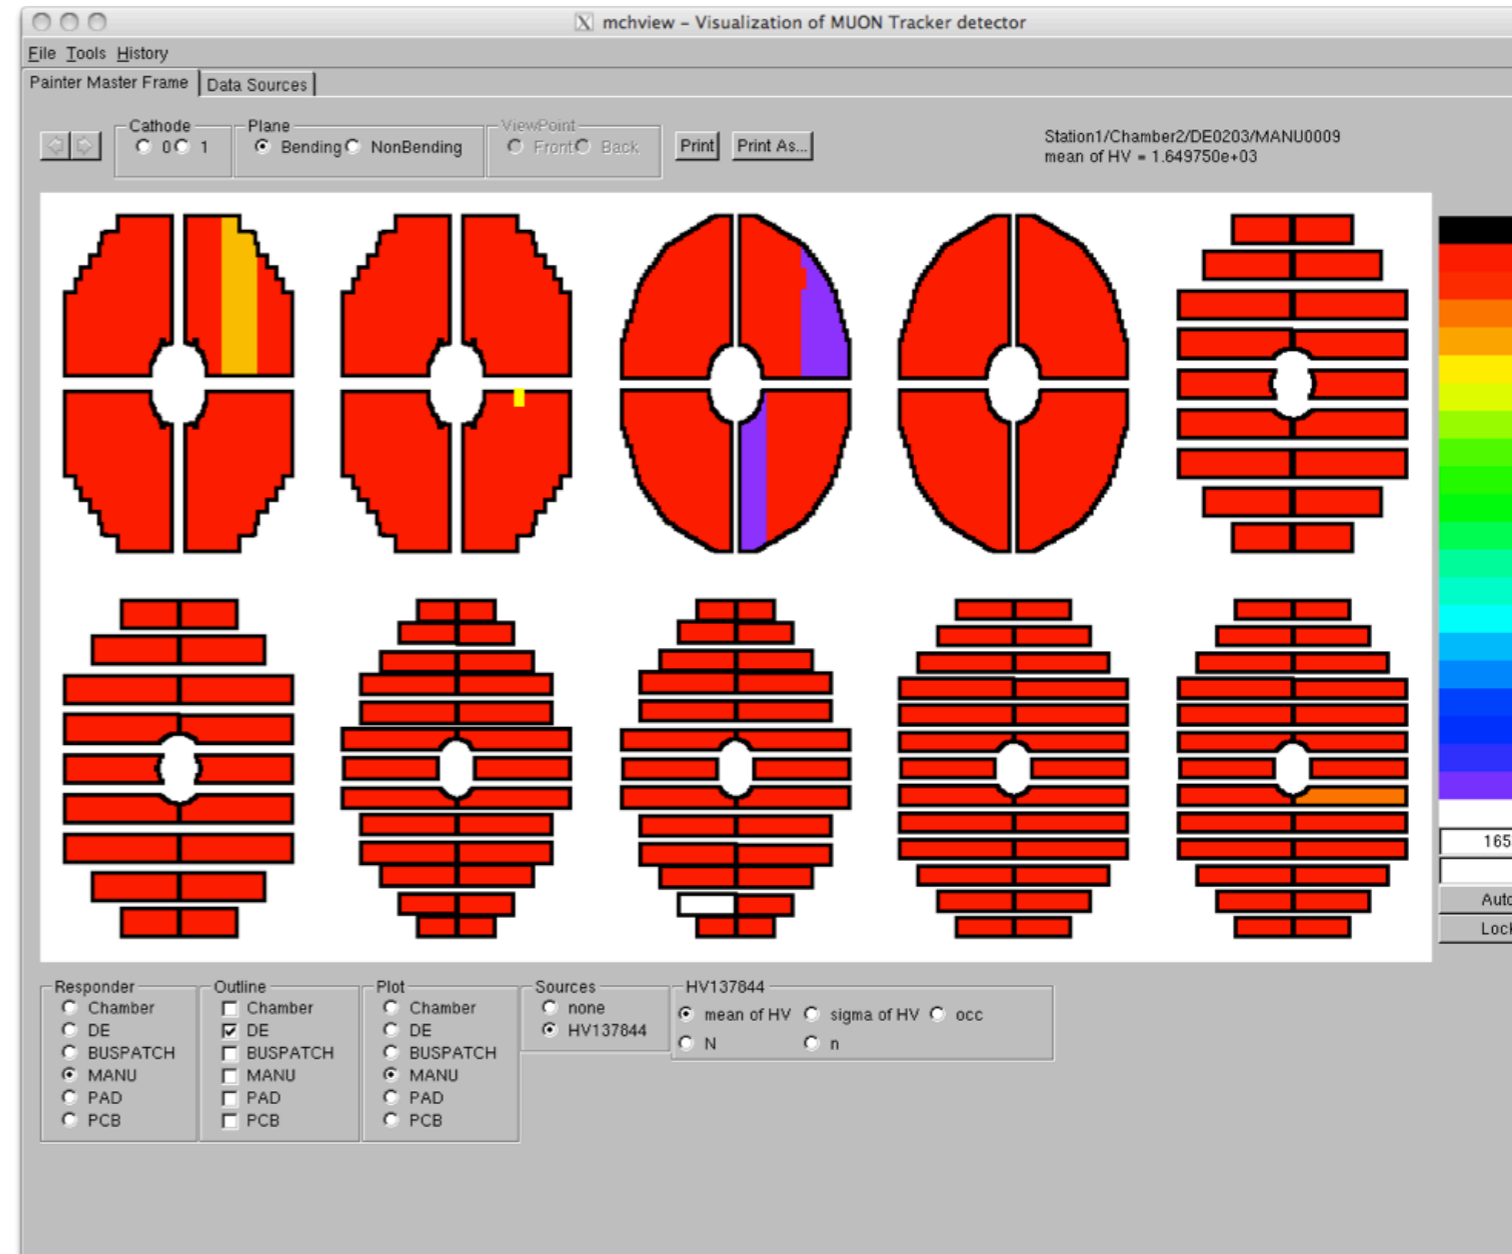 mchview – Visualization of MUON Tracker detector
File Tools History
Painter Master Frame Data Sources
Cathode Plane ViewPoint
0 1 Bending NonBending Front Back Print Print As... Station1/Chamber2/DE0203/MANU0009
mean of HV = 1.649750e+03
165
Auto
Lock
Responder Outline Plot Sources HV137844
Chamber Chamber Chamber none mean of HV sigma of HV occ
DE DE DE HV137844
BUSPATCH BUSPATCH BUSPATCH N n
MANU MANU MANU
PAD PAD PAD
PCB PCB PCB